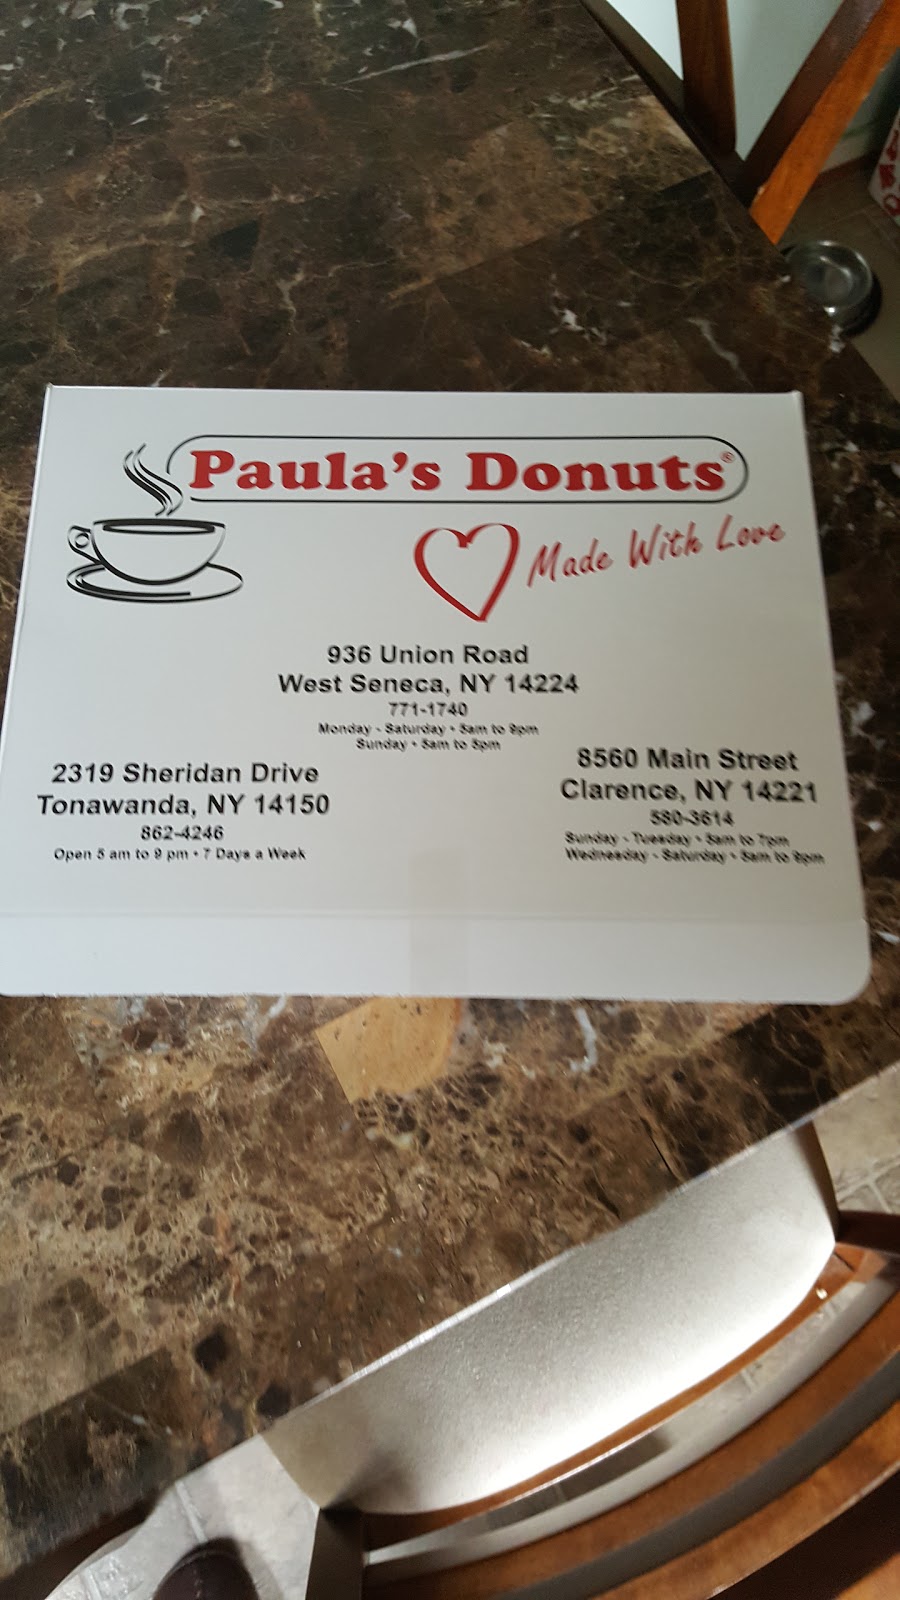 Paula's Donuts®
Made With Love
936 Union Road
West Seneca, NY 14224
771-1740
Monday - Saturday • 5am to 9pm
Sunday • 5am to 5pm
2319 Sheridan Drive
Tonawanda, NY 14150
862-4246
Open 5 am to 9 pm • 7 Days a Week
8560 Main Street
Clarence, NY 14221
580-3614
Sunday - Tuesday • 5am to 7pm
Wednesday - Saturday • 5am to 9pm